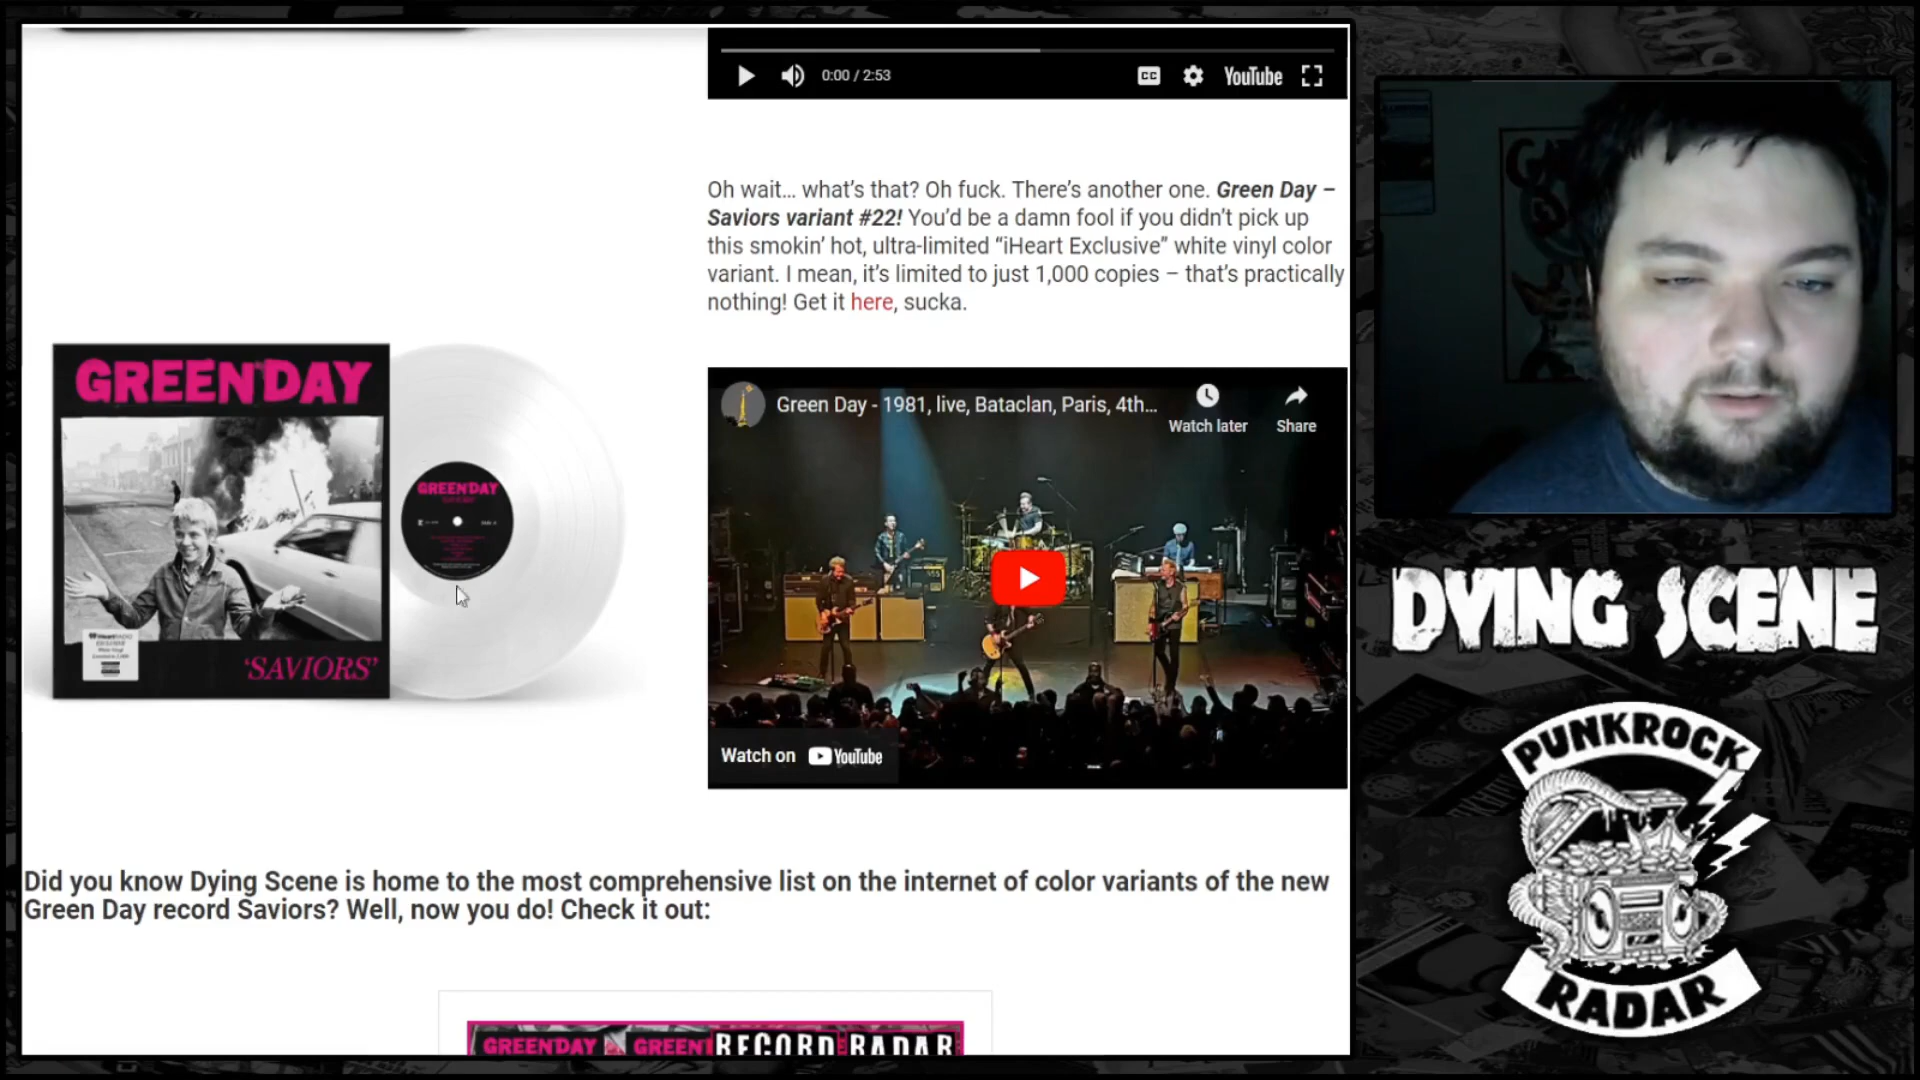 0:00 / 2:53
CC
YouTube
Oh wait... what's that? Oh fuck. There's another one. Green Day –
Saviors variant #22! You'd be a damn fool if you didn't pick up
this smokin' hot, ultra-limited “iHeart Exclusive” white vinyl color
variant. I mean, it's limited to just 1,000 copies – that's practically
nothing! Get it here, sucka.
GREEN DAY
GREEN DAY
'SAVIORS'
Green Day - 1981, live, Bataclan, Paris, 4th...
Watch later
Share
Watch on YouTube
Did you know Dying Scene is home to the most comprehensive list on the internet of color variants of the new
Green Day record Saviors? Well, now you do! Check it out:
GREEN DAY
RECORD RADAR
DYING SCENE
PUNKROCK
RADAR